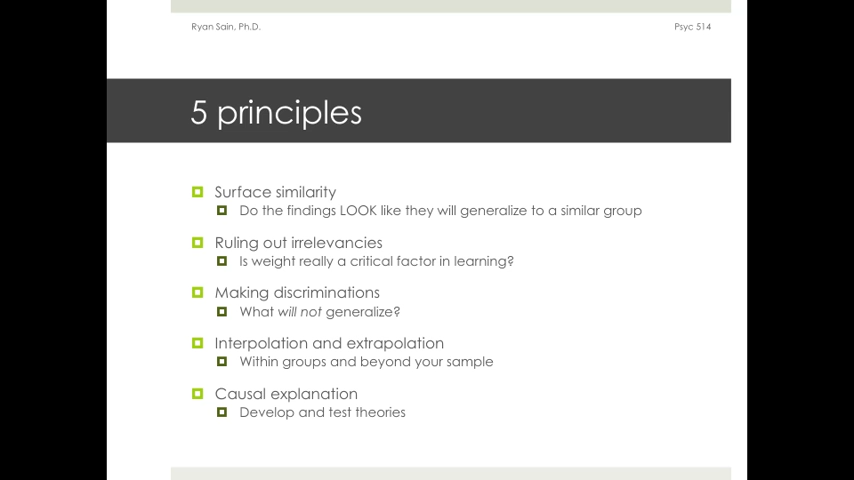 Ryan Sain, Ph.D.
Psyc 514
5 principles
Surface similarity
Do the findings LOOK like they will generalize to a similar group
Ruling out irrelevancies
Is weight really a critical factor in learning?
Making discriminations
What will not generalize?
Interpolation and extrapolation
Within groups and beyond your sample
Causal explanation
Develop and test theories